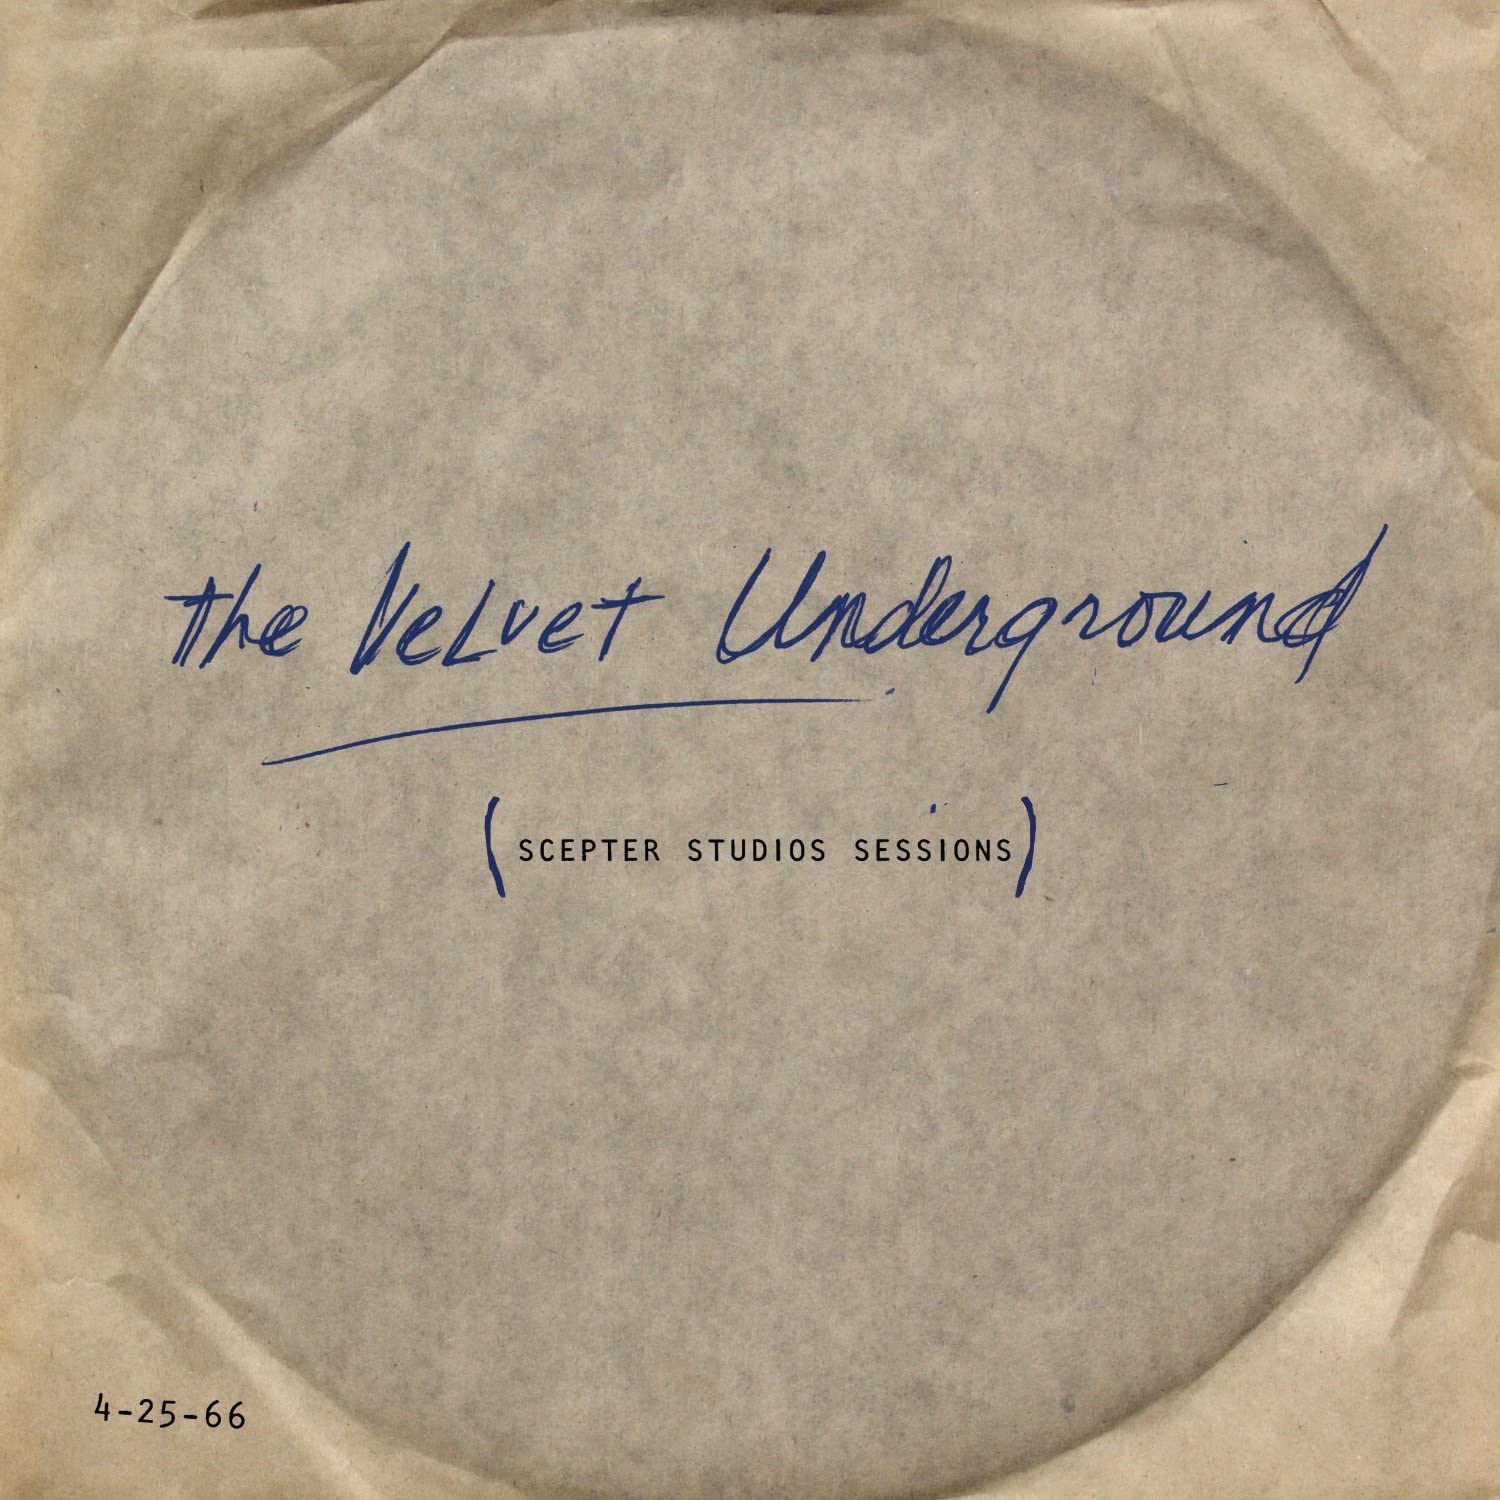 the Velvet Underground
(SCEPTER STUDIOS SESSIONS)
4-25-66